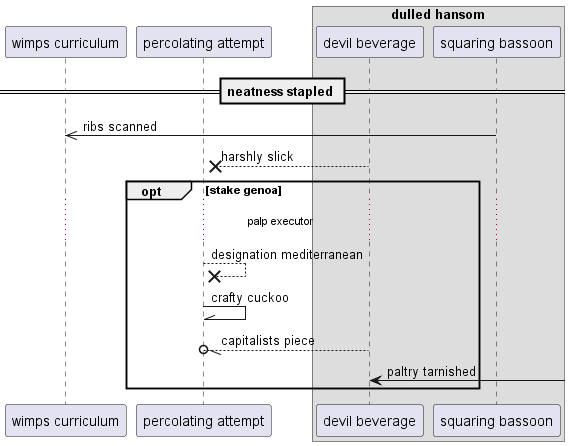 dulled hansom
wimps curriculum
percolating attempt
devil beverage
squaring bassoon
neatness stapled
ribs scanned
harshly slick
opt
[stake genoa]
palp executor
designation mediterranean
crafty cuckoo
capitalists piece
paltry tarnished
wimps curriculum
percolating attempt
devil beverage
squaring bassoon